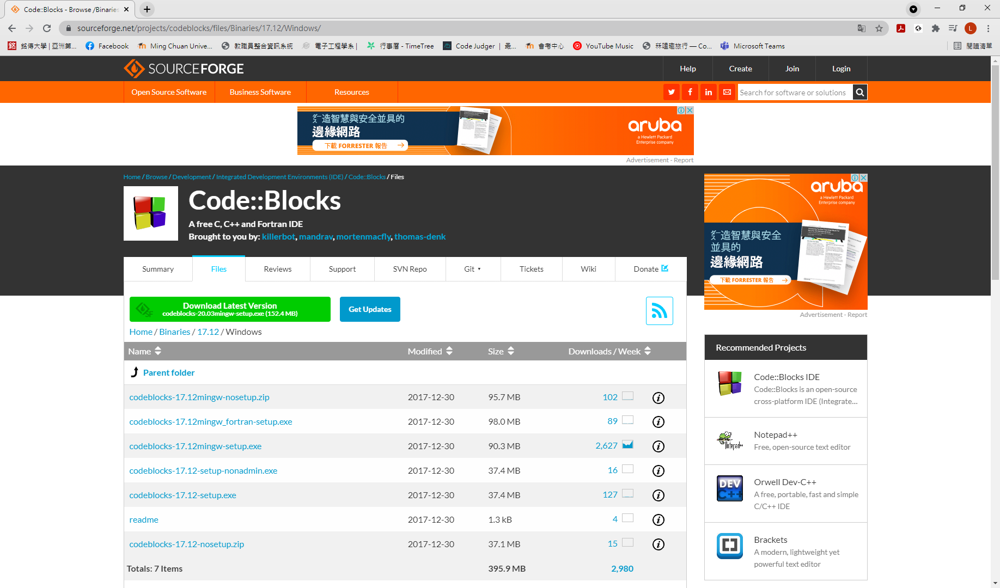 Code::Blocks - Browse /Binaries
sourceforge.net/projects/codeblocks/files/Binaries/17.12/Windows/
L
銘 銘傳大學 | 亞洲第...
Facebook
Ming Chuan Unive...
教職員整合資訊系統
電子工程學系 |
行事曆 - TimeTree
Code Judger | 最...
會考中心
YouTube Music
秝嗑趣旅行 — Co...
Microsoft Teams
閱讀清單
SOURCEFORGE
Help
Create
Join
Login
Open Source Software
Business Software
Resources
Search for software or solutions
造智慧與安全並具的
邊緣網路
下載 FORRESTER 報告
aruba
a Hewlett Packard
Enterprise company
Advertisement - Report
Home / Browse / Development / Integrated Development Environments (IDE) / Code::Blocks / Files
Code::Blocks
A free C, C++ and Fortran IDE
Brought to you by: killerbot, mandrav, mortenmacfly, thomas-denk
aruba
a Hewlett Packard
Enterprise company
造智慧與安全
並具的
邊緣網路
下載 FORRESTER 報告
Advertisement - Report
Summary
Files
Reviews
Support
SVN Repo
Git
Tickets
Wiki
Donate
Download Latest Version
codeblocks-20.03mingw-setup.exe (152.4 MB)
Get Updates
Home / Binaries / 17.12 / Windows
Name Modified Size Downloads / Week
Parent folder
codeblocks-17.12mingw-nosetup.zip 2017-12-30 95.7 MB 102
codeblocks-17.12mingw_fortran-setup.exe 2017-12-30 98.0 MB 89
codeblocks-17.12mingw-setup.exe 2017-12-30 90.3 MB 2,627
codeblocks-17.12-setup-nonadmin.exe 2017-12-30 37.4 MB 16
codeblocks-17.12-setup.exe 2017-12-30 37.4 MB 127
readme 2017-12-30 1.3 kB 4
codeblocks-17.12-nosetup.zip 2017-12-30 37.1 MB 15
Totals: 7 Items 395.9 MB 2,980
Recommended Projects
Code::Blocks IDE
Code::Blocks is an open-source
cross-platform IDE (Integrate...
Notepad++
Notepad++
Free, open-source text editor
DEV
C++
Orwell Dev-C++
A free, portable, fast and simple
C/C++ IDE
Brackets
A modern, lightweight yet
powerful text editor